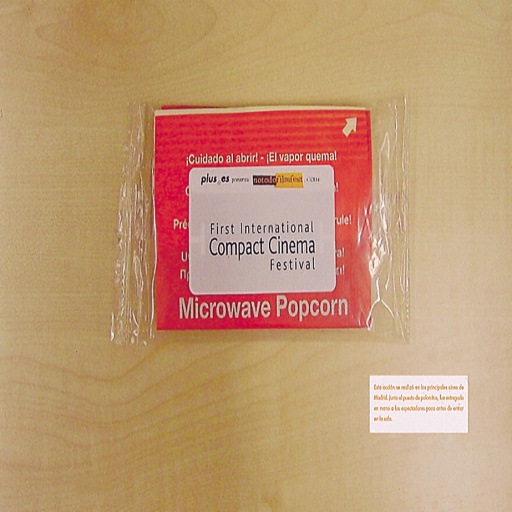 ¡Cuidado al abrir! - ¡El vapor quema!
plus.es presenta notodofilmfest.com
First International
Compact Cinema
Festival
Microwave Popcorn
Esta acción se realizó en los principales cines de
Madrid. Junto al puesto de palomitas, fue entregada
en mano a los espectadores poco antes de entrar
en la sala.